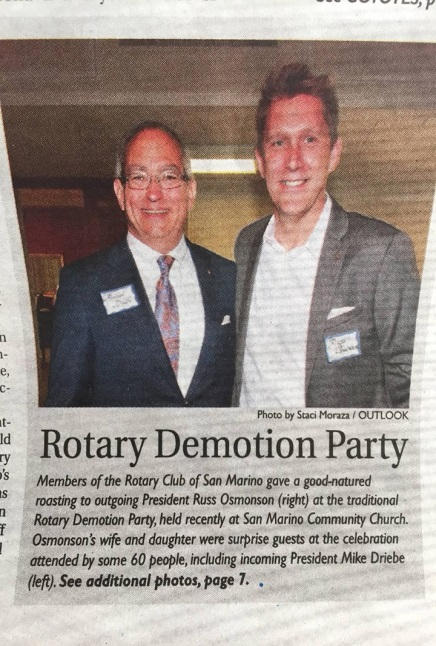 Photo by Staci Moraza / OUTLOOK
Rotary Demotion Party
Members of the Rotary Club of San Marino gave a good-natured
roasting to outgoing President Russ Osmonson (right) at the traditional
Rotary Demotion Party, held recently at San Marino Community Church.
Osmonson's wife and daughter were surprise guests at the celebration
attended by some 60 people, including incoming President Mike Driebe
(left). See additional photos, page 7.